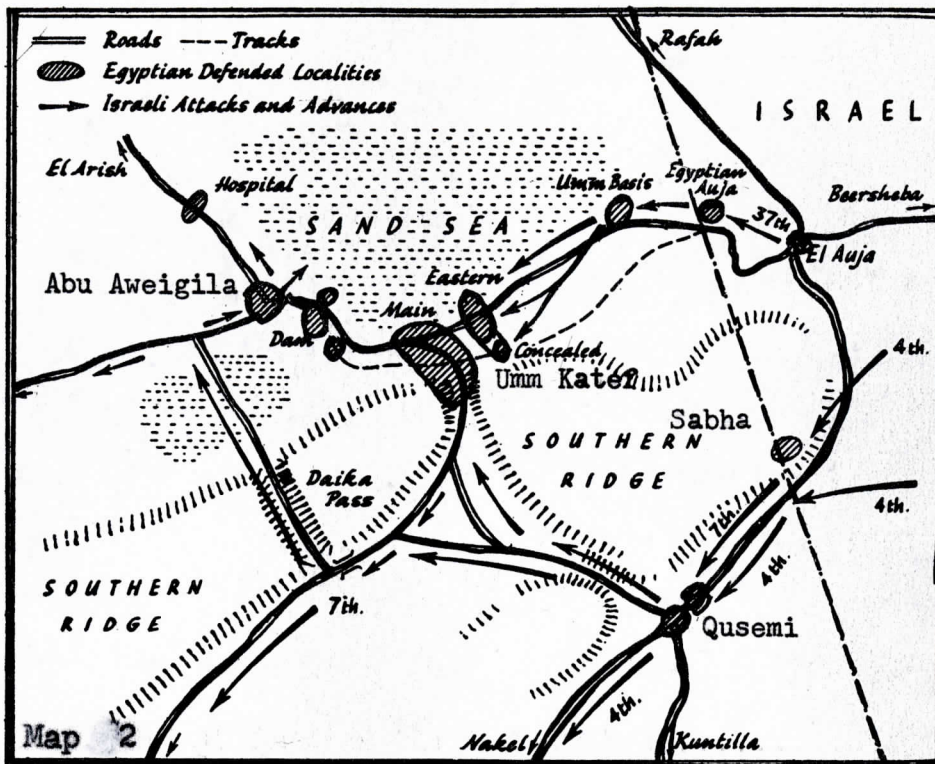 Roads ---Tracks
Egyptian Defended Localities
Israeli Attacks and Advances
Rafah
ISRAEL
El Arish
Hospital
Umm Basis
Egyptian
Auja
Beersheba
37th
SAND SEA
El Auja
Abu Aweigila
Eastern
Main
Dam
Concealed
Umm Katef
4th.
Sabha
SOUTHERN
RIDGE
Daika
Pass
4th.
7th.
4th.
SOUTHERN
RIDGE
7th.
Qusemi
4th.
Map 2
Nakel
Kuntilla